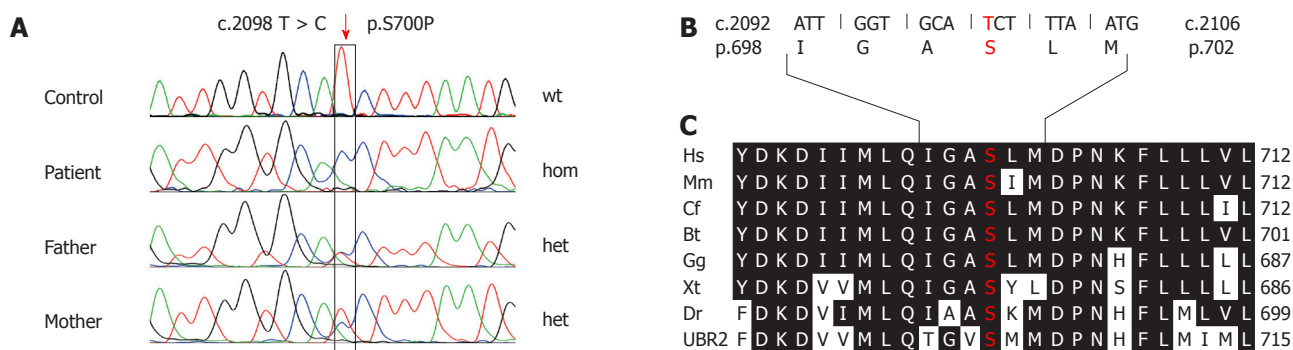 A
c.2098 T > C p.S700P
Control wt
Patient hom
Father het
Mother het
B
c.2092 ATT | GGT | GCA | TCT | TTA | ATG c.2106
p.698 I G A S L M p.702
C
Hs Y D K D I I M L Q I G A S L M D P N K F L L L V L 712
Mm Y D K D I I M L Q I G A S I M D P N K F L L L V L 712
Cf Y D K D I I M L Q I G A S L M D P N K F L L L I L 712
Bt Y D K D I I M L Q I G A S L M D P N K F L L L V L 701
Gg Y D K D I I M L Q I G A S L M D P N H F L L L L L 687
Xt Y D K D V V M L Q I G A S Y L D P N S F L L L L L 686
Dr F D K D V I M L Q I A A S K M D P N H F L M L V L 699
UBR2 F D K D V V M L Q T G V S M M D P N H F L M I M L 715